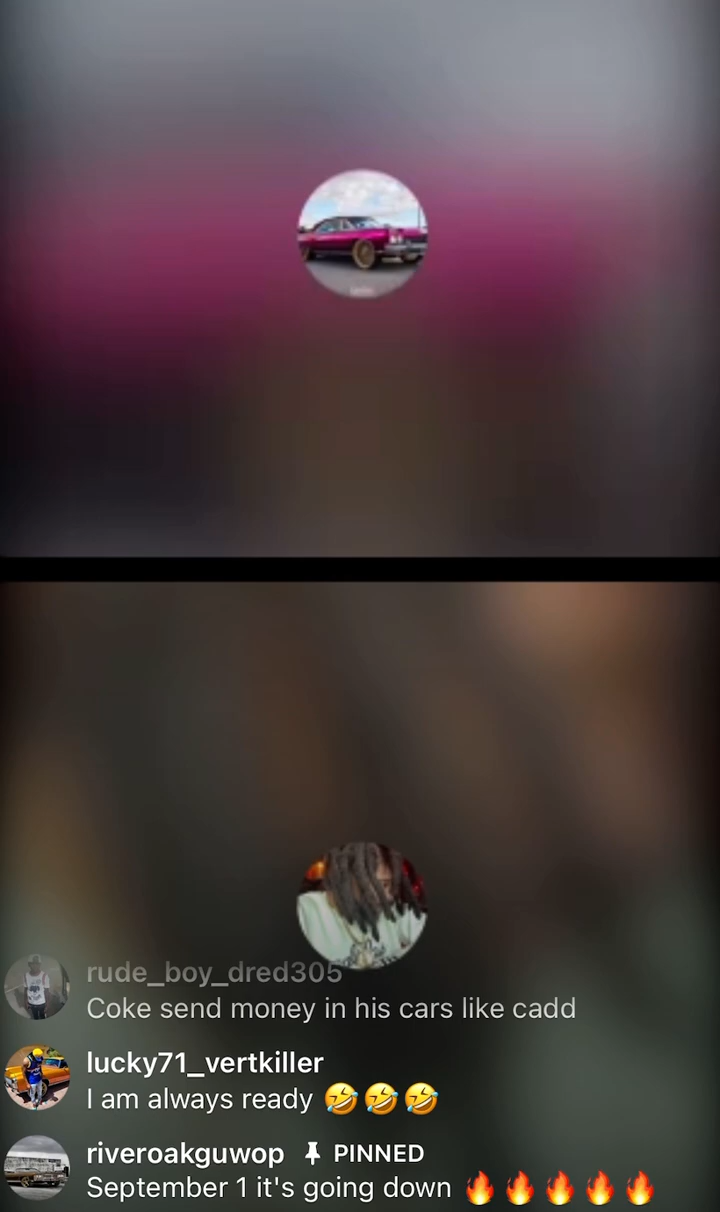 rude_boy_dred305
Coke send money in his cars like cadd
lucky71_vertkiller
I am always ready 🤣🤣🤣
riveroakguwop 📌 PINNED
September 1 it's going down 🔥🔥🔥🔥🔥